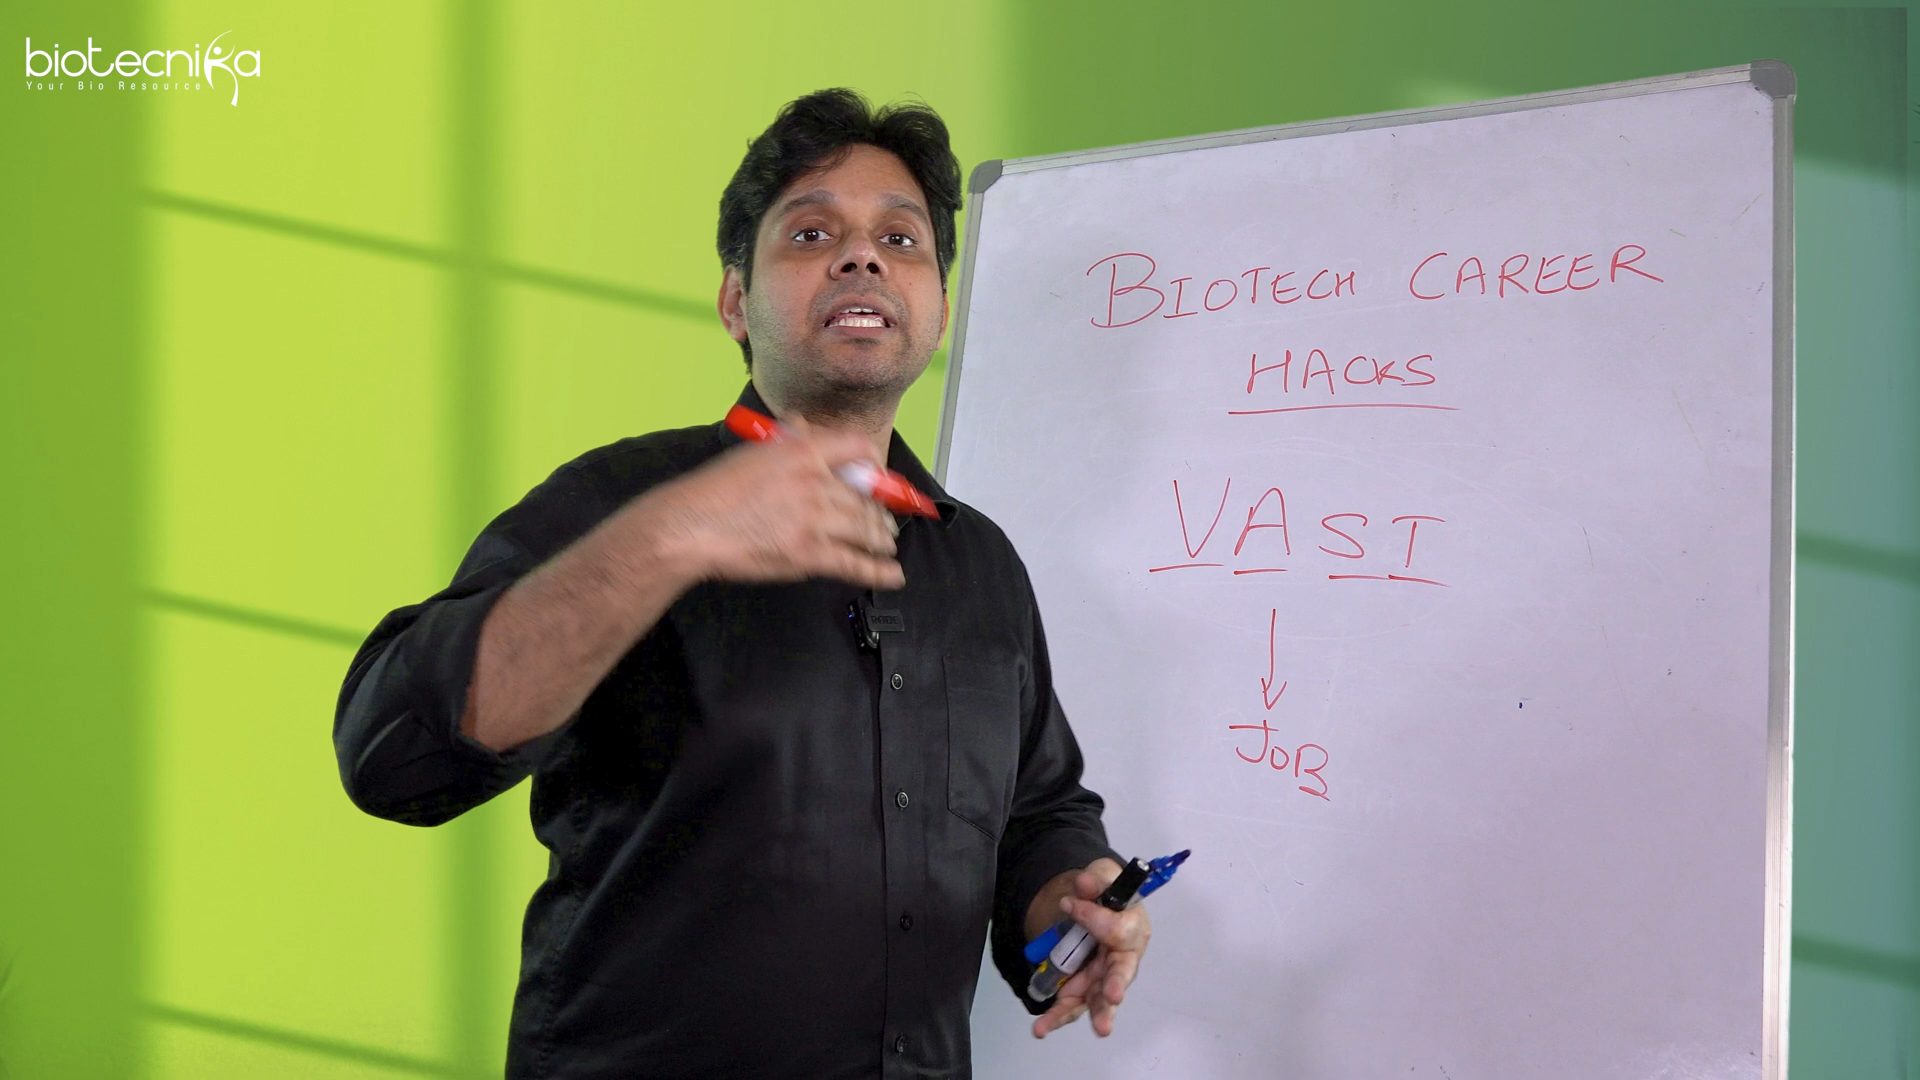 biotecnika
Your Bio Resource
BIOTECH CAREER
HACKS
VAST
JOB